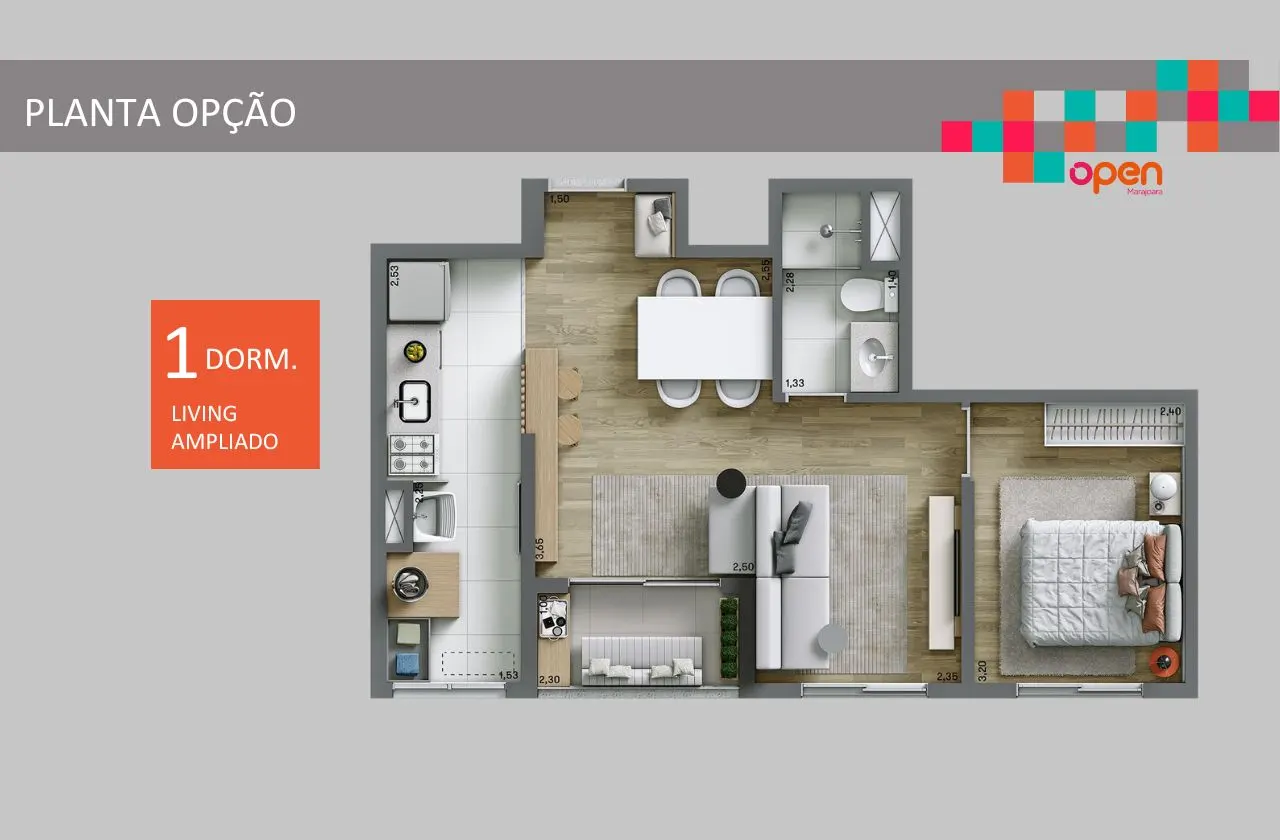 PLANTA OPÇÃO
open
Marajoara
1 DORM.
LIVING
AMPLIADO
1,50
2,53
2,55
2,28
1,40
1,33
2,40
2,25
3,65
2,50
1,00
2,30
1,53
2,35
3,20